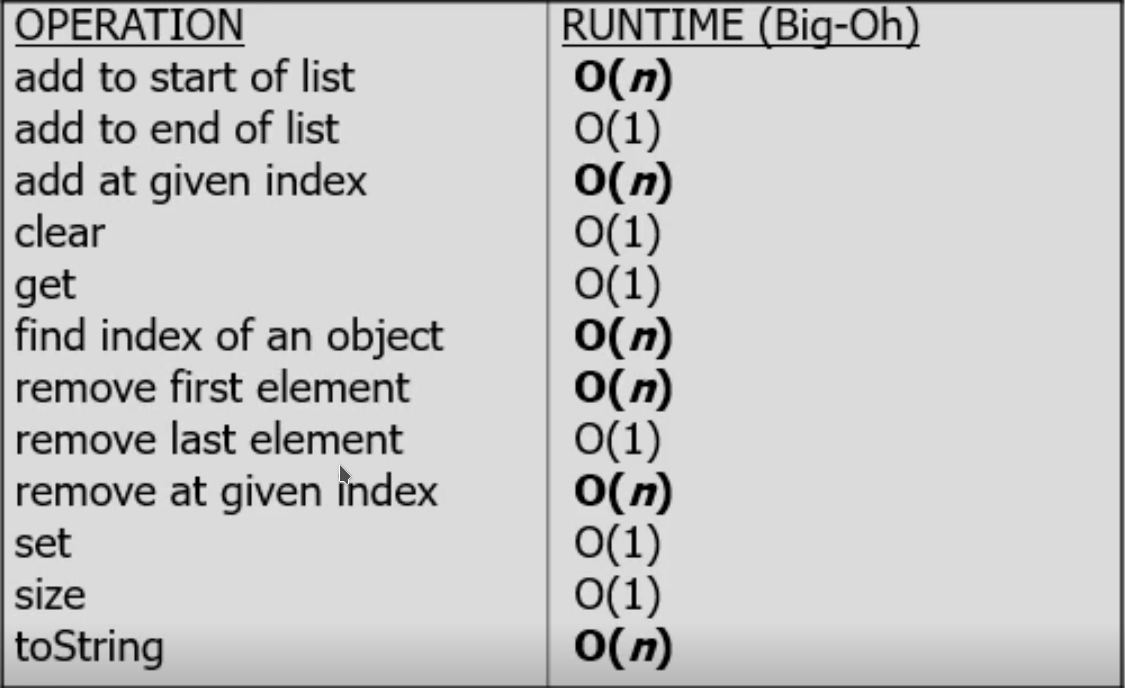 OPERATION RUNTIME (Big-Oh)
add to start of list O(n)
add to end of list O(1)
add at given index O(n)
clear O(1)
get O(1)
find index of an object O(n)
remove first element O(n)
remove last element O(1)
remove at given index O(n)
set O(1)
size O(1)
toString O(n)